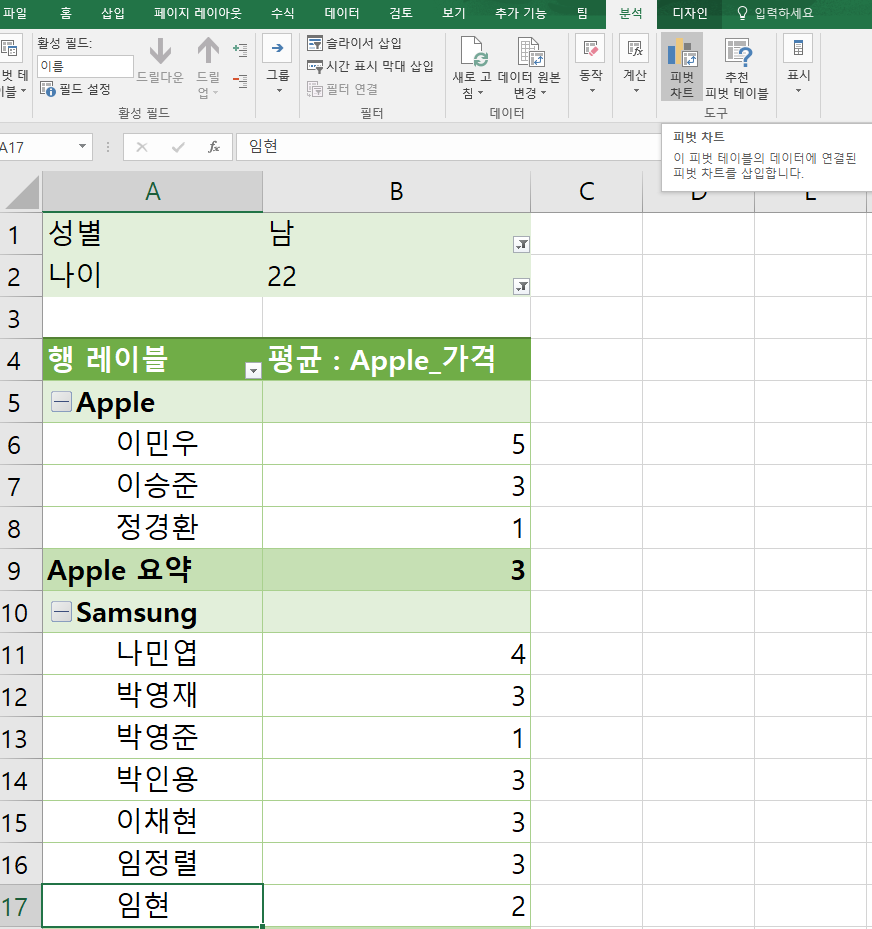 파일 홈 삽입 페이지 레이아웃 수식 데이터 검토 보기 추가 기능 팀 분석 디자인 입력하세요
활성 필드:
이름
필드 설정
드릴다운
드릴
업
활성 필드
그룹
슬라이서 삽입
시간 표시 막대 삽입
필터 연결
필터
새로 고
침
데이터 원본
변경
데이터
동작
계산
피벗
차트
추천
피벗 테이블
도구
표시
피벗 차트
이 피벗 테이블의 데이터에 연결된
피벗 차트를 삽입합니다.
A17 fx 임현
A B C
1 성별 남
2 나이 22
3
4 행 레이블 평균 : Apple_가격
5 Apple
6 이민우 5
7 이승준 3
8 정경환 1
9 Apple 요약 3
10 Samsung
11 나민엽 4
12 박영재 3
13 박영준 1
14 박인용 3
15 이채현 3
16 임정렬 3
17 임현 2